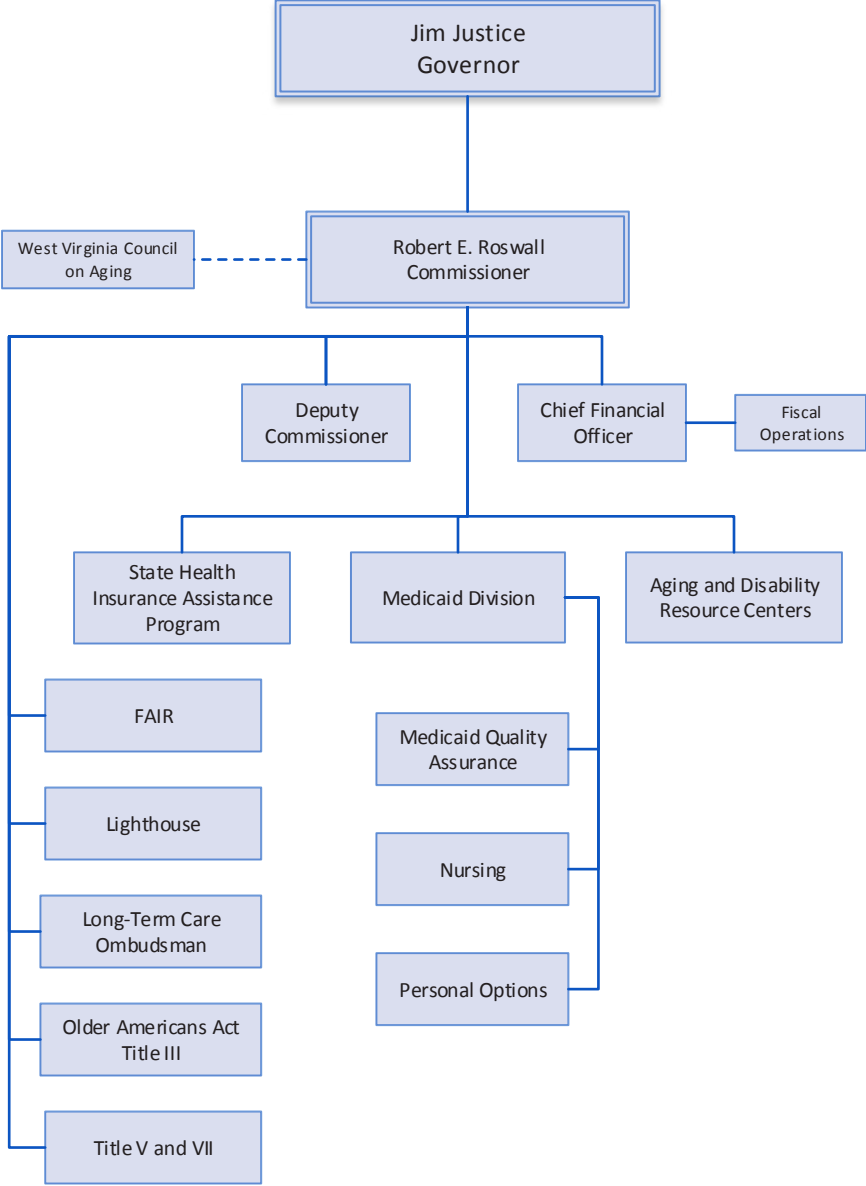 Jim Justice
Governor
Robert E. Roswall
Commissioner
West Virginia Council
on Aging
Deputy
Commissioner
Chief Financial
Officer
Fiscal
Operations
State Health
Insurance Assistance
Program
Medicaid Division
Aging and Disability
Resource Centers
FAIR
Lighthouse
Long-Term Care
Ombudsman
Older Americans Act
Title III
Title V and VII
Medicaid Quality
Assurance
Nursing
Personal Options